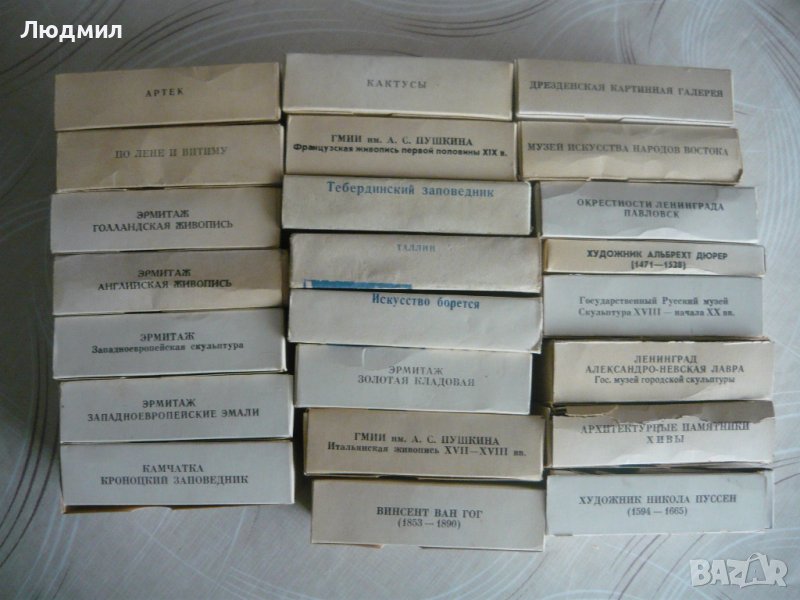 Людмил
АРТЕК
ПО ЛЕНЕ И ВИТИМУ
ЭРМИТАЖ
ГОЛЛАНДСКАЯ ЖИВОПИСЬ
ЭРМИТАЖ
АНГЛИЙСКАЯ ЖИВОПИСЬ
ЭРМИТАЖ
Западноевропейская скульптура
ЭРМИТАЖ
ЗАПАДНОЕВРОПЕЙСКИЕ ЭМАЛИ
КАМЧАТКА
КРОНОЦКИЙ ЗАПОВЕДНИК
КАКТУСЫ
ГМИИ им. А. С. ПУШКИНА
Французская живопись первой половины XIX в.
Тебердинский заповедник
ТАЛЛИН
Искусство борется
ЭРМИТАЖ
ЗОЛОТАЯ КЛАДОВАЯ
ГМИИ им. А. С. ПУШКИНА
Итальянская живопись XVII—XVIII вв.
ВИНСЕНТ ВАН ГОГ
(1853 — 1890)
ДРЕЗДЕНСКАЯ КАРТИННАЯ ГАЛЕРЕЯ
МУЗЕЙ ИСКУССТВА НАРОДОВ ВОСТОКА
ОКРЕСТНОСТИ ЛЕНИНГРАДА
ПАВЛОВСК
ХУДОЖНИК АЛЬБРЕХТ ДЮРЕР
(1471—1528)
Государственный Русский музей
Скульптура XVIII — начала XX вв.
ЛЕНИНГРАД
АЛЕКСАНДРО-НЕВСКАЯ ЛАВРА
Гос. музей городской скульптуры
АРХИТЕКТУРНЫЕ ПАМЯТНИКИ
ХИВЫ
ХУДОЖНИК НИКОЛА ПУССЕН
(1594 — 1665)
BAZAR